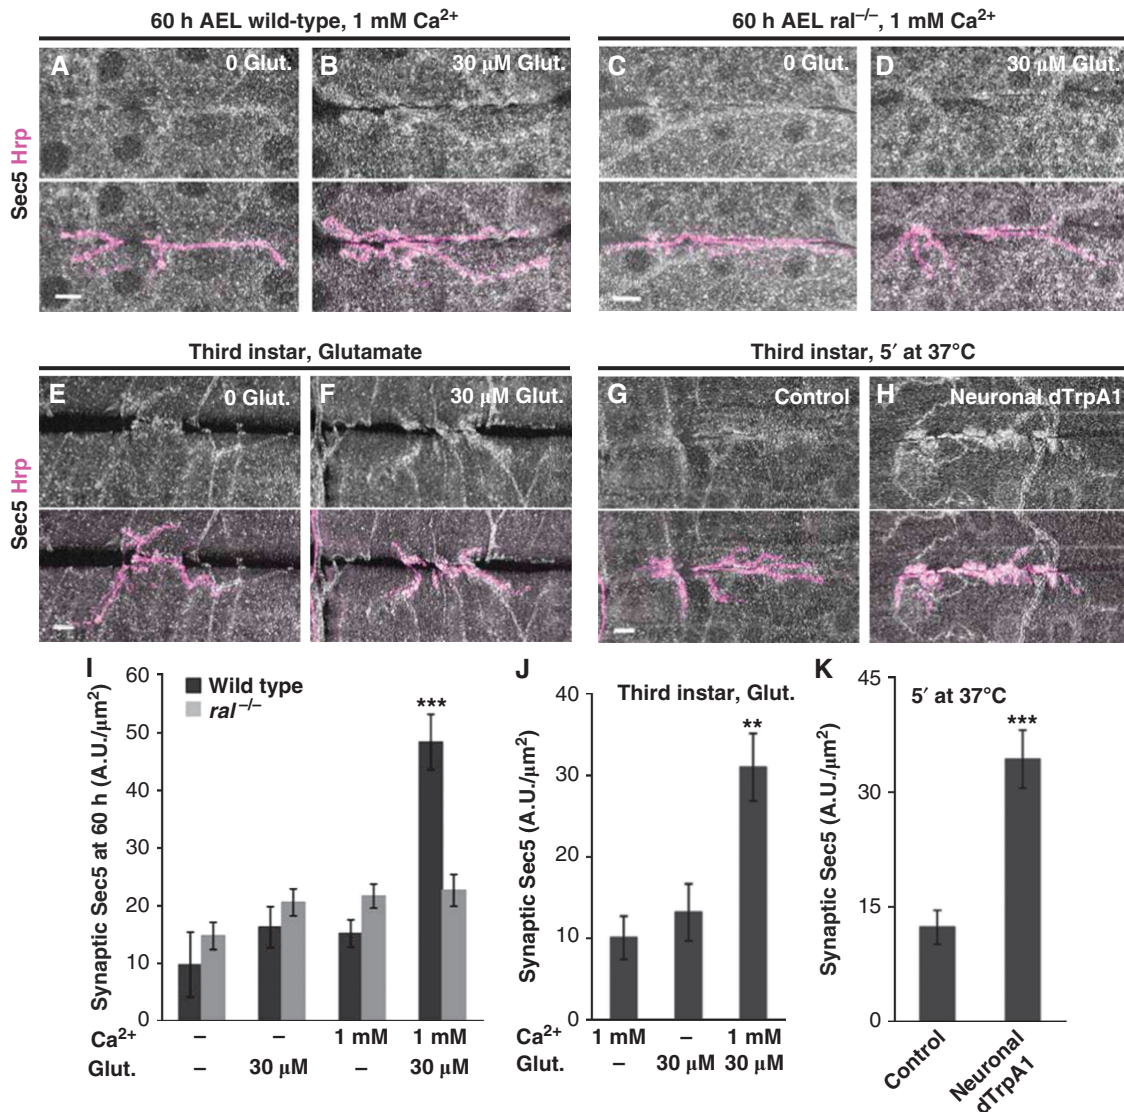 60 h AEL wild-type, 1 mM Ca²⁺
60 h AEL ral⁻/⁻, 1 mM Ca²⁺
A
0 Glut.
B
30 μM Glut.
C
0 Glut.
D
30 μM Glut.
Sec5 Hrp
Third instar, Glutamate
Third instar, 5′ at 37°C
E
0 Glut.
F
30 μM Glut.
G
Control
H
Neuronal dTrpA1
Sec5 Hrp
I
Synaptic Sec5 at 60 h (A.U./μm²)
60
50
40
30
20
10
0
Wild type
ral⁻/⁻
***
Ca²⁺ – – 1 mM 1 mM
Glut. – 30 μM – 30 μM
J
Third instar, Glut.
Synaptic Sec5 (A.U./μm²)
40
30
20
10
0
**
Ca²⁺ 1 mM – 1 mM
Glut. – 30 μM 30 μM
K
5′ at 37°C
Synaptic Sec5 (A.U./μm²)
45
30
15
0
***
Control
Neuronal
dTrpA1